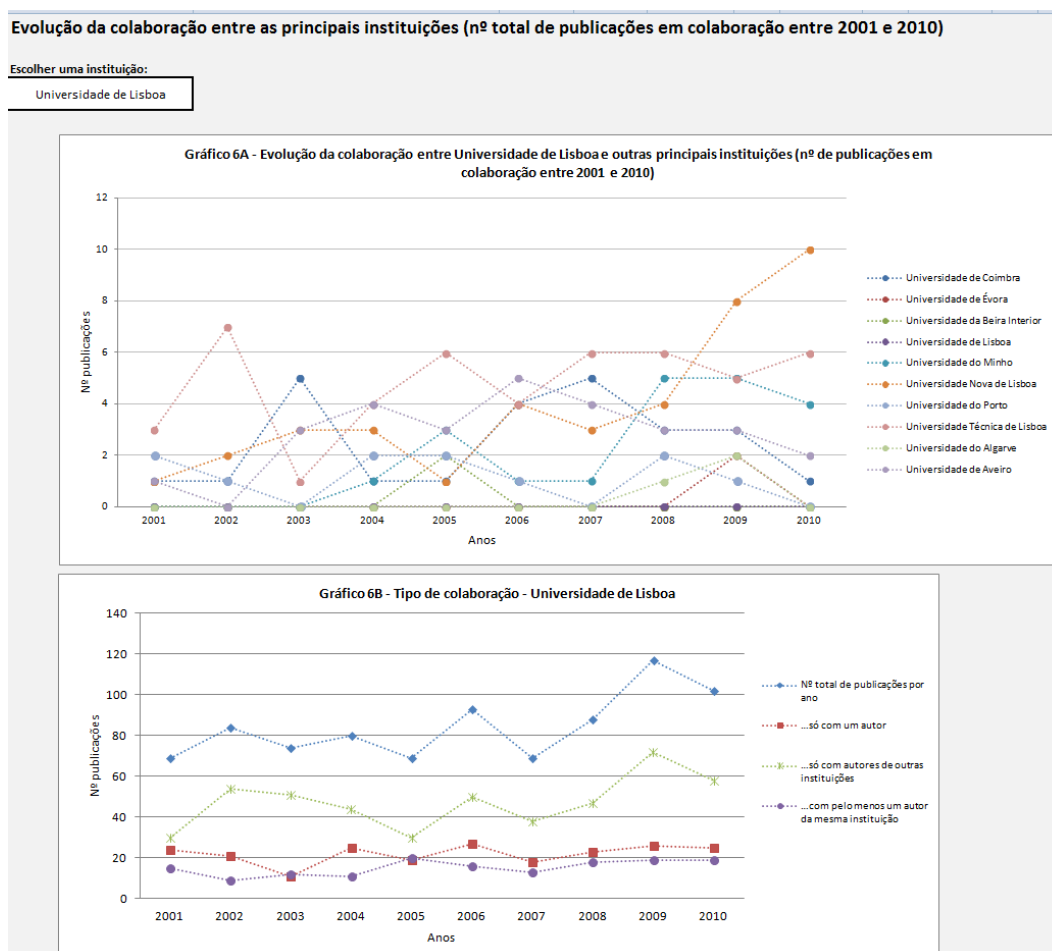 Evolução da colaboração entre as principais instituições (nº total de publicações em colaboração entre 2001 e 2010)
Escolher uma instituição:
Universidade de Lisboa
Gráfico 6A - Evolução da colaboração entre Universidade de Lisboa e outras principais instituições (nº de publicações em
colaboração entre 2001 e 2010)
12
10
8
6
4
2
0
Nº publicações
2001 2002 2003 2004 2005 2006 2007 2008 2009 2010
Anos
Universidade de Coimbra
Universidade de Évora
Universidade da Beira Interior
Universidade de Lisboa
Universidade do Minho
Universidade Nova de Lisboa
Universidade do Porto
Universidade Técnica de Lisboa
Universidade do Algarve
Universidade de Aveiro
Gráfico 6B - Tipo de colaboração - Universidade de Lisboa
140
120
100
80
60
40
20
0
Nº publicações
2001 2002 2003 2004 2005 2006 2007 2008 2009 2010
Anos
Nº total de publicações por
ano
...só com um autor
...só com autores de outras
instituições
...com pelo menos um autor
da mesma instituição